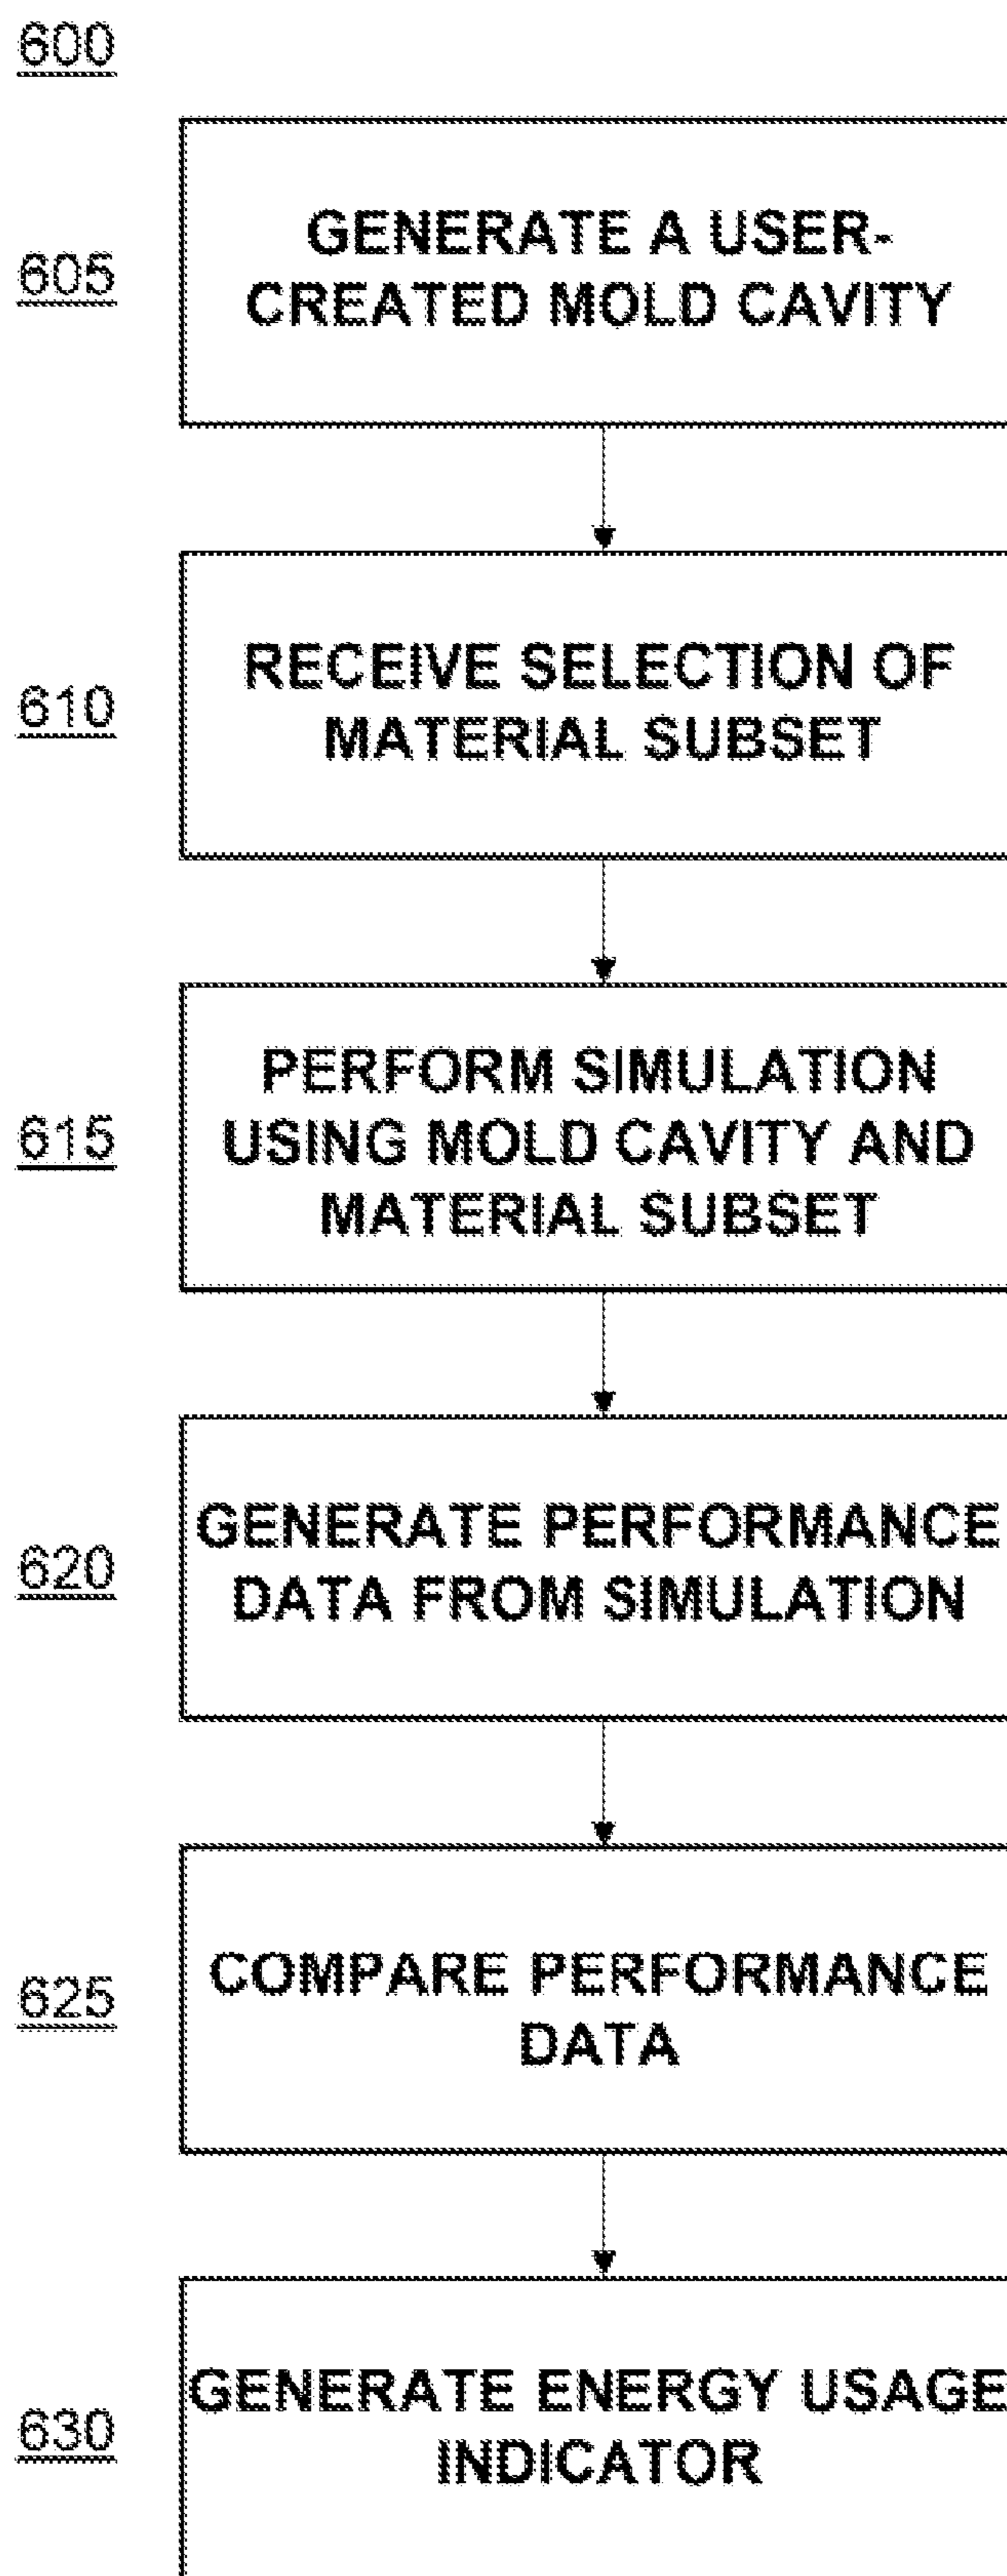 600
605
GENERATE A USER-
CREATED MOLD CAVITY
610
RECEIVE SELECTION OF
MATERIAL SUBSET
615
PERFORM SIMULATION
USING MOLD CAVITY AND
MATERIAL SUBSET
620
GENERATE PERFORMANCE
DATA FROM SIMULATION
625
COMPARE PERFORMANCE
DATA
630
GENERATE ENERGY USAGE
INDICATOR